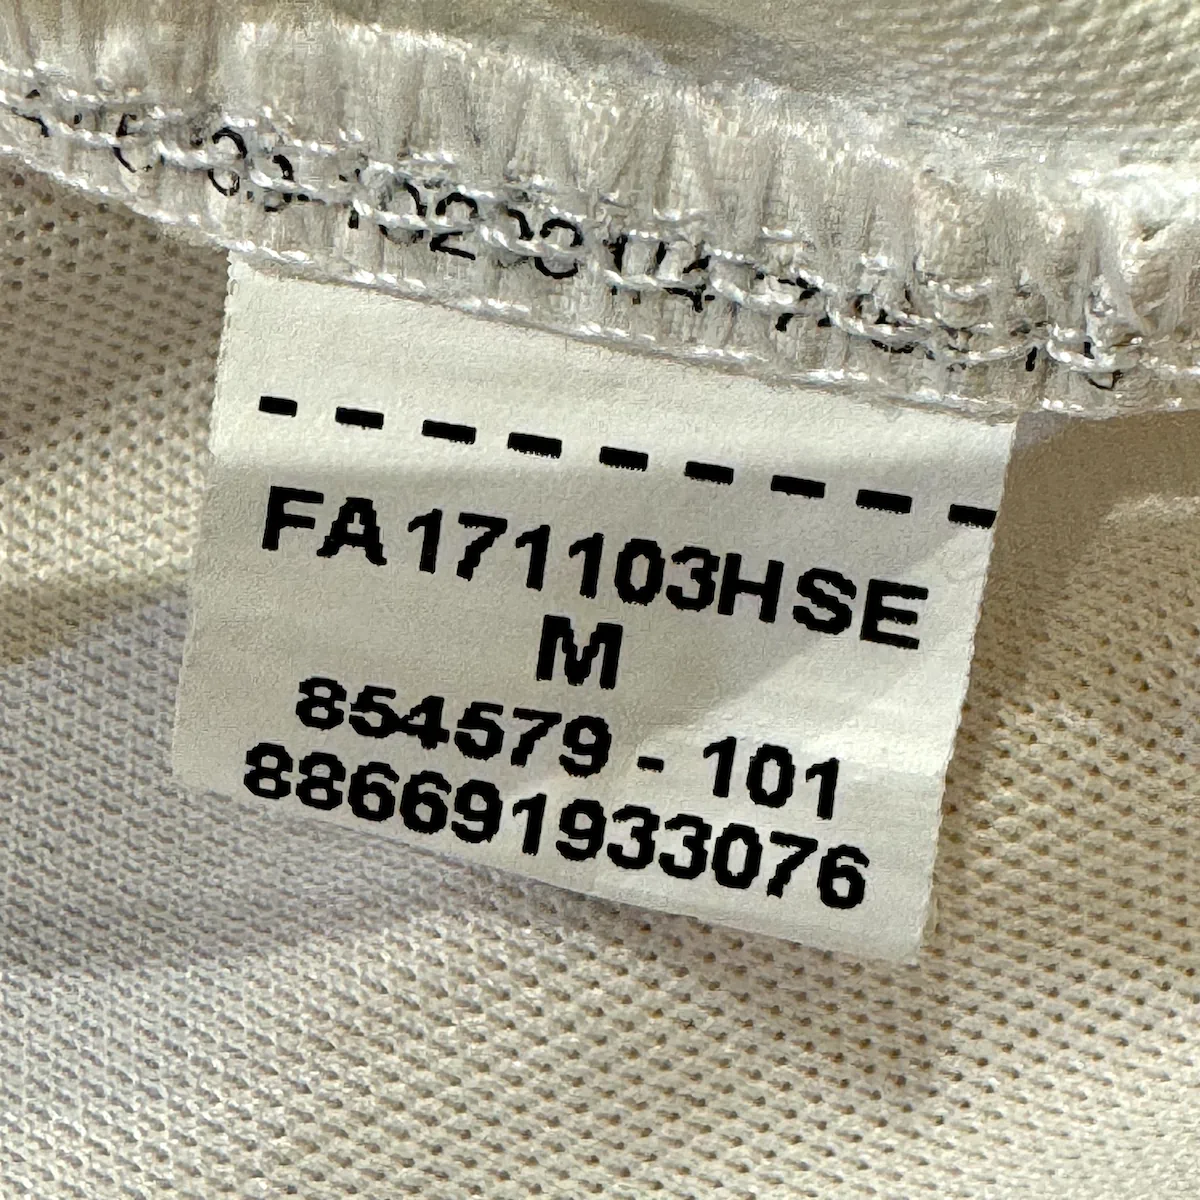 - - - - - - - - -
FA171103HSE
M
854579 - 101
886691933076